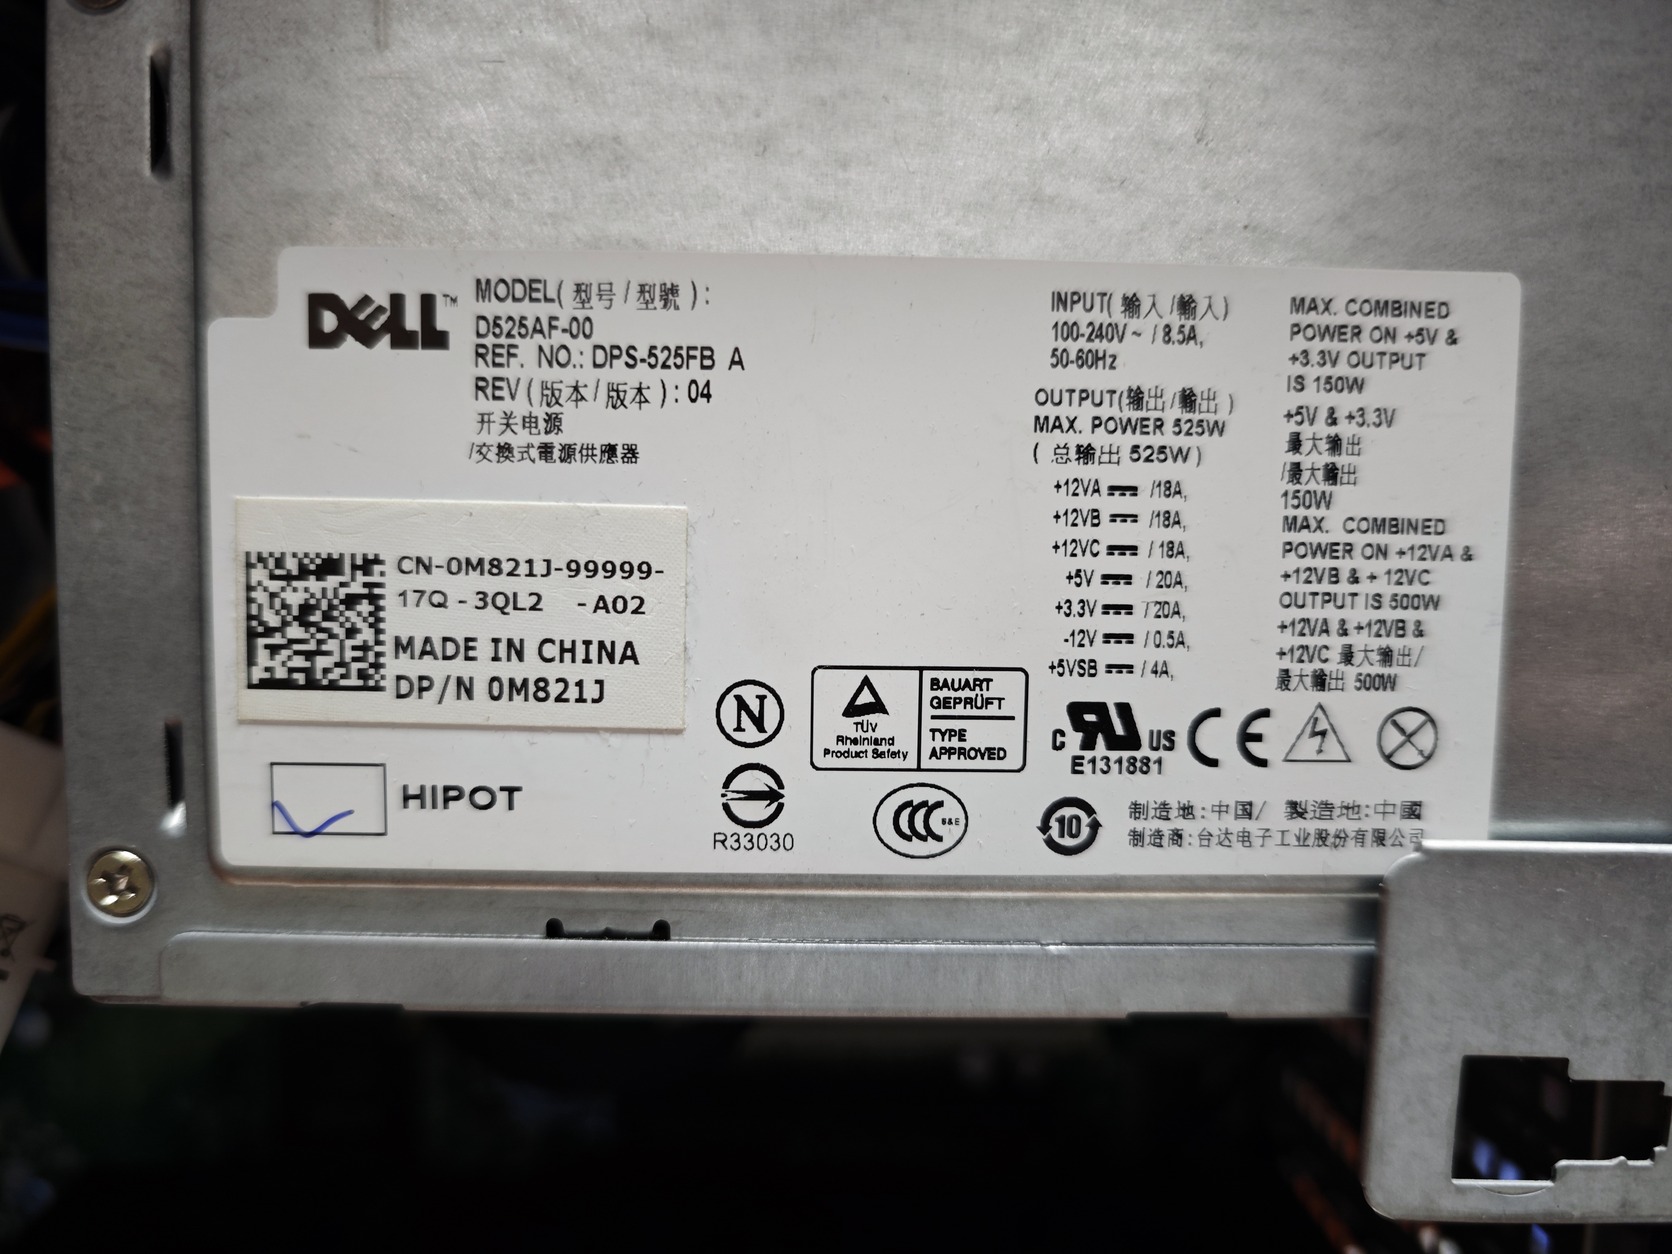 DELL™
MODEL(型号/型號):
D525AF-00
REF. NO.: DPS-525FB A
REV(版本/版本):04
开关电源
/交換式電源供應器
CN-0M821J-99999-
17Q-3QL2 -A02
MADE IN CHINA
DP/N 0M821J
HIPOT
N
R33030
TÜV
Rheinland
Product Safety
BAUART
GEPRÜFT
TYPE
APPROVED
CCC S&E
INPUT(输入/輸入)
100-240V~/8.5A,
50-60Hz
OUTPUT(输出/輸出)
MAX. POWER 525W
(总输出 525W)
+12VA ⎓ /18A,
+12VB ⎓ /18A,
+12VC ⎓ /18A,
+5V ⎓ /20A,
+3.3V ⎓ /20A,
-12V ⎓ /0.5A,
+5VSB ⎓ /4A,
MAX. COMBINED
POWER ON +5V &
+3.3V OUTPUT
IS 150W
+5V & +3.3V
最大输出
/最大輸出
150W
MAX. COMBINED
POWER ON +12VA &
+12VB & +12VC
OUTPUT IS 500W
+12VA & +12VB &
+12VC 最大输出/
最大輸出 500W
c RU US
E131881
CE
10
制造地:中国/ 製造地:中國
制造商:台达电子工业股份有限公司